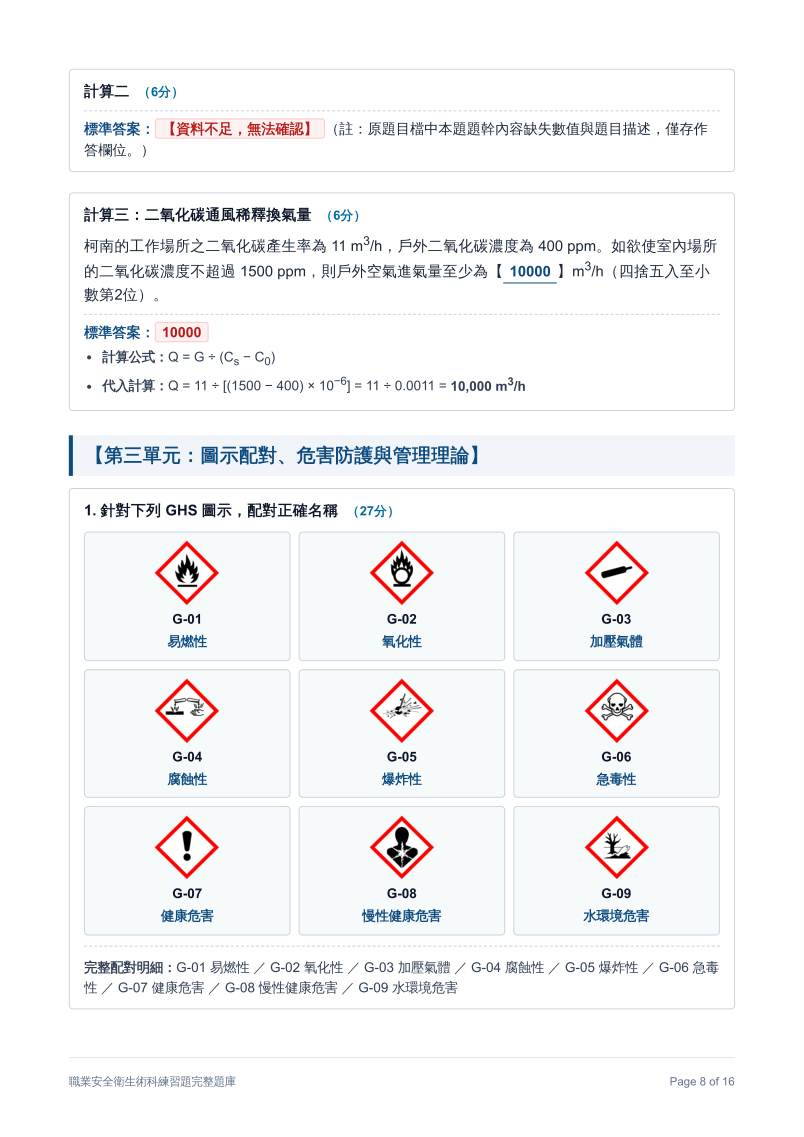 計算二 （6分）
標準答案：【資料不足，無法確認】（註：原題目檔中本題題幹內容缺失數值與題目描述，僅存作
答欄位。）
計算三：二氧化碳通風稀釋換氣量 （6分）
柯南的工作場所之二氧化碳產生率為 11 m³/h，戶外二氧化碳濃度為 400 ppm。如欲使室內場所
的二氧化碳濃度不超過 1500 ppm，則戶外空氣進氣量至少為【 10000 】m³/h（四捨五入至小
數第2位）。
標準答案：10000
• 計算公式：Q = G ÷ (Cₛ − C₀)
• 代入計算：Q = 11 ÷ [(1500 − 400) × 10⁻⁶] = 11 ÷ 0.0011 = 10,000 m³/h
【第三單元：圖示配對、危害防護與管理理論】
1. 針對下列 GHS 圖示，配對正確名稱 （27分）
G-01
易燃性
G-02
氧化性
G-03
加壓氣體
G-04
腐蝕性
G-05
爆炸性
G-06
急毒性
G-07
健康危害
G-08
慢性健康危害
G-09
水環境危害
完整配對明細：G-01 易燃性 ／ G-02 氧化性 ／ G-03 加壓氣體 ／ G-04 腐蝕性 ／ G-05 爆炸性 ／ G-06 急毒
性 ／ G-07 健康危害 ／ G-08 慢性健康危害 ／ G-09 水環境危害
職業安全衛生術科練習題完整題庫
Page 8 of 16